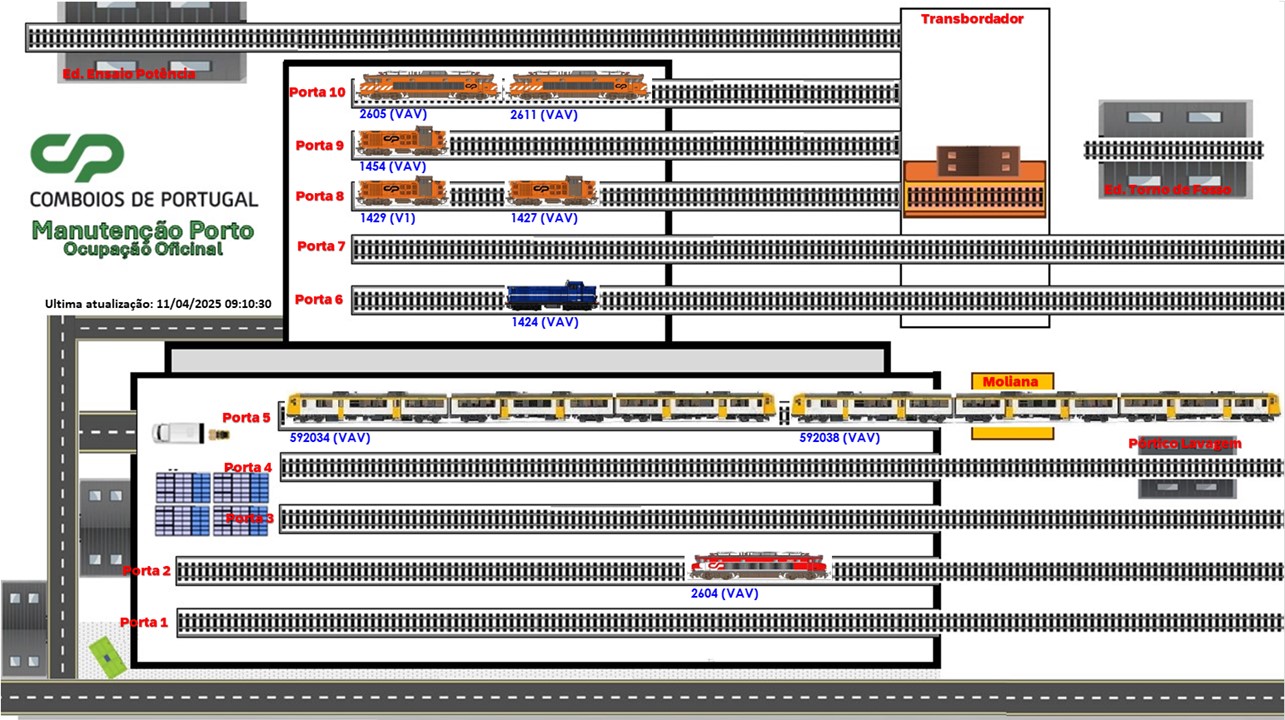 Transbordador
Ed. Ensaio Potência
Porta 10
2605 (VAV)
2611 (VAV)
CP
COMBOIOS DE PORTUGAL
Manutenção Porto
Ocupação Oficinal
Porta 9
1454 (VAV)
Ed. Torno de Fosso
Porta 8
1429 (V1)
1427 (VAV)
Porta 7
Ultima atualização: 11/04/2025 09:10:30
Porta 6
1424 (VAV)
Moliana
Porta 5
592034 (VAV)
592038 (VAV)
Pórtico Lavagem
Porta 4
Porta 3
Porta 2
2604 (VAV)
Porta 1